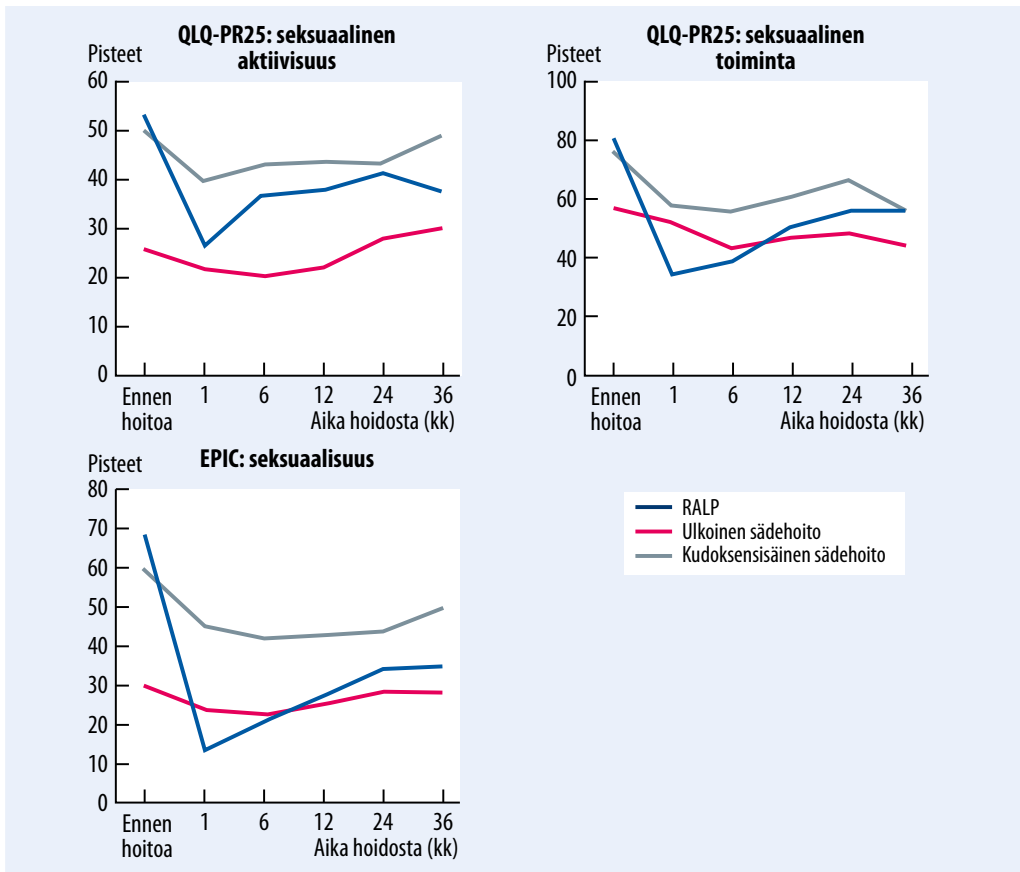 QLQ-PR25: seksuaalinen
aktiivisuus
Pisteet
60
50
40
30
20
10
0
Ennen
hoitoa
1
6
12
24
36
Aika hoidosta (kk)
QLQ-PR25: seksuaalinen
toiminta
Pisteet
100
80
60
40
20
0
Ennen
hoitoa
1
6
12
24
36
Aika hoidosta (kk)
EPIC: seksuaalisuus
Pisteet
80
70
60
50
40
30
20
10
0
Ennen
hoitoa
1
6
12
24
36
Aika hoidosta (kk)
RALP
Ulkoinen sädehoito
Kudoksensisäinen sädehoito